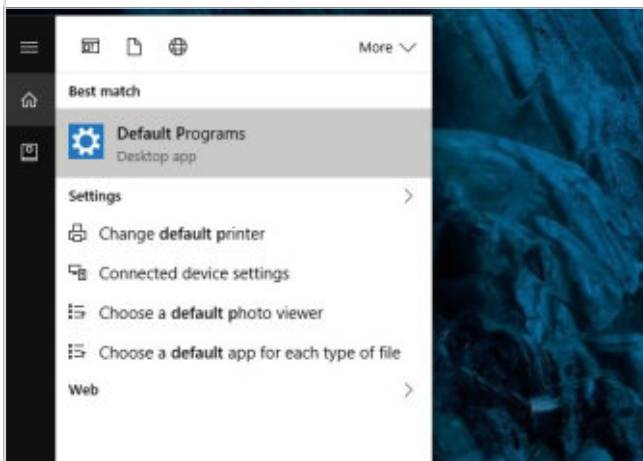 More
Best match
Default Programs
Desktop app
Settings
Change default printer
Connected device settings
Choose a default photo viewer
Choose a default app for each type of file
Web